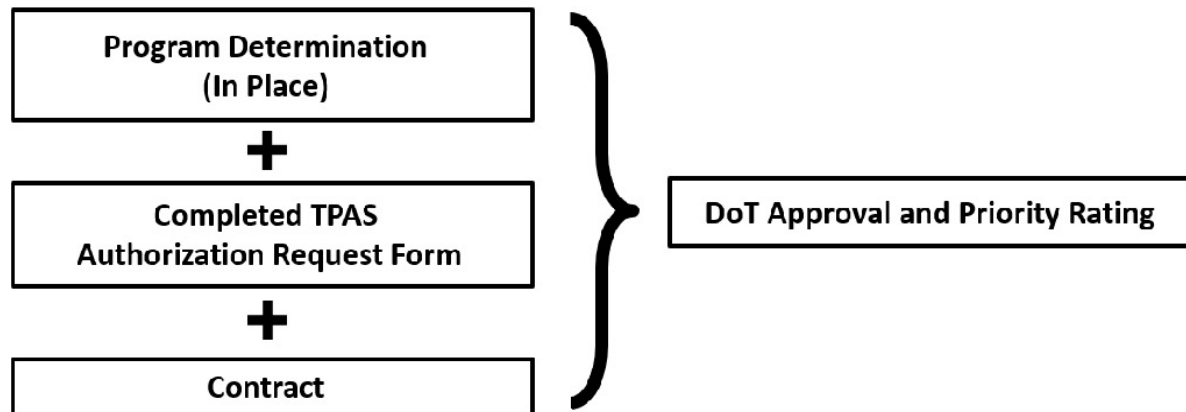 Program Determination
(In Place)
+
Completed TPAS
Authorization Request Form
+
Contract
DoT Approval and Priority Rating